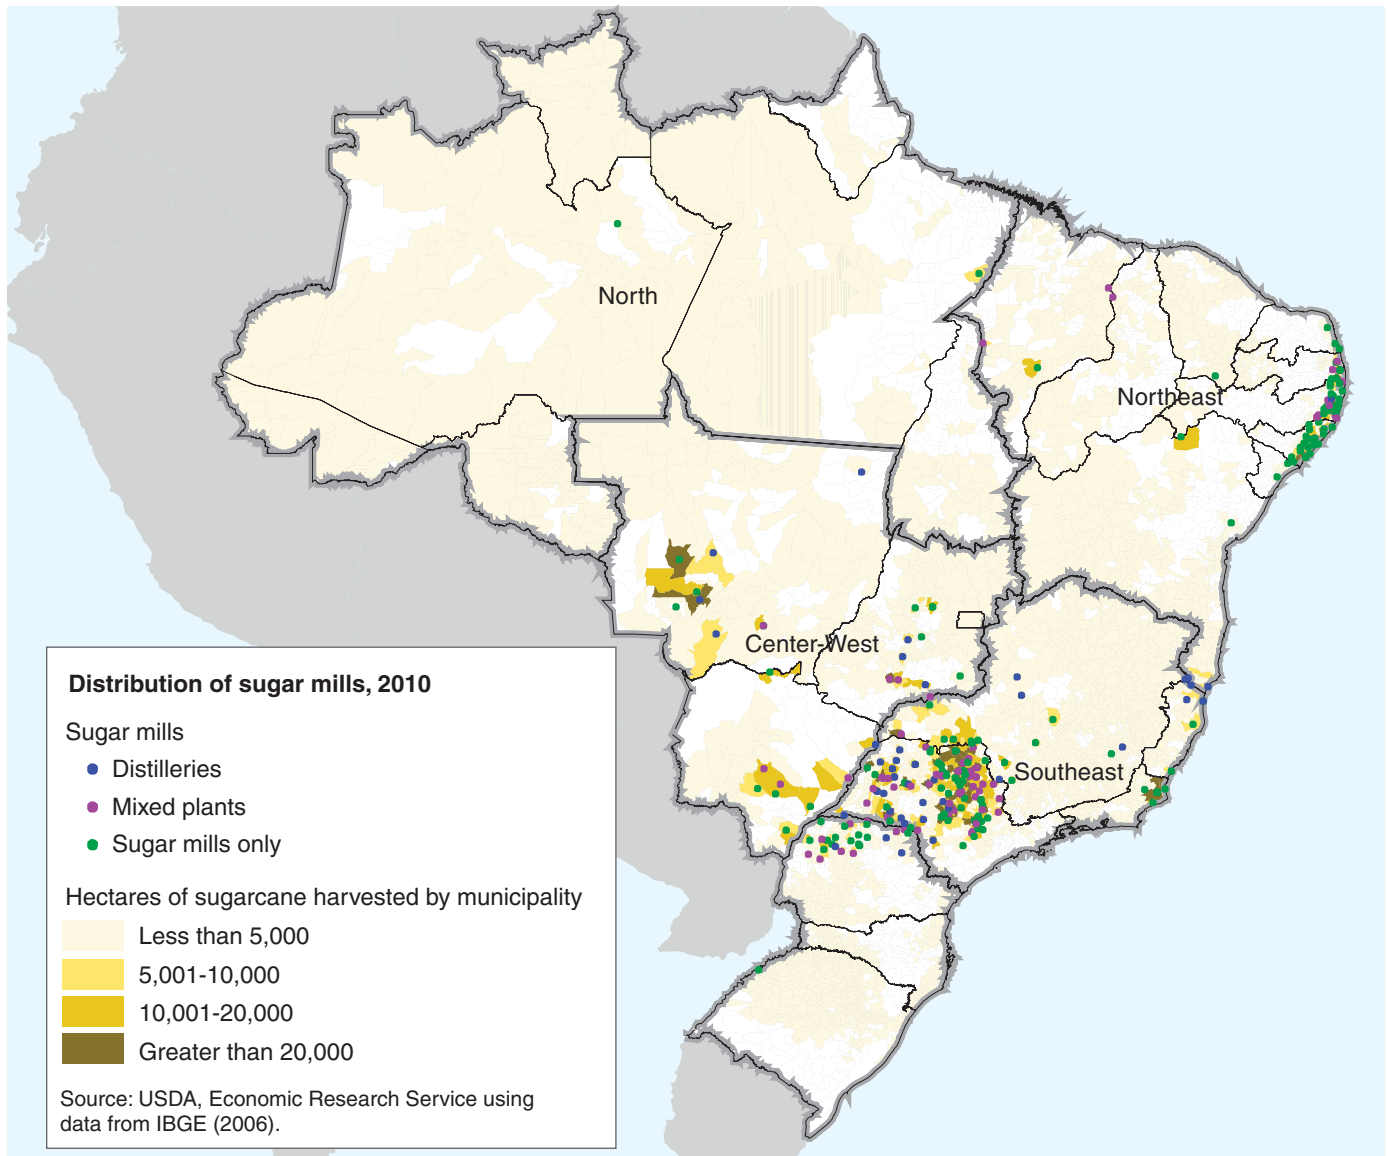 North
Northeast
Center-West
Southeast
Distribution of sugar mills, 2010
Sugar mills
Distilleries
Mixed plants
Sugar mills only
Hectares of sugarcane harvested by municipality
Less than 5,000
5,001-10,000
10,001-20,000
Greater than 20,000
Source: USDA, Economic Research Service using
data from IBGE (2006).